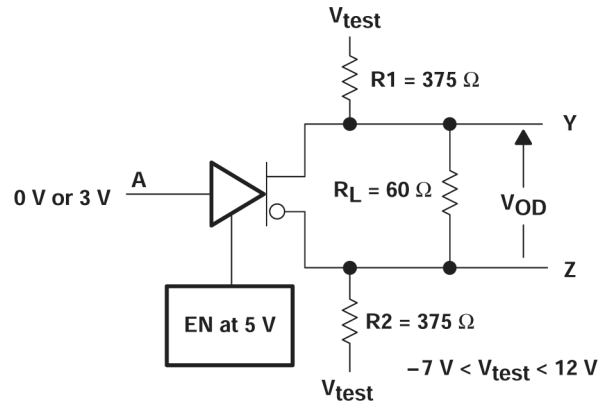 Vtest
R1 = 375 Ω
Y
A
0 V or 3 V
RL = 60 Ω
VOD
Z
EN at 5 V
R2 = 375 Ω
–7 V < Vtest < 12 V
Vtest